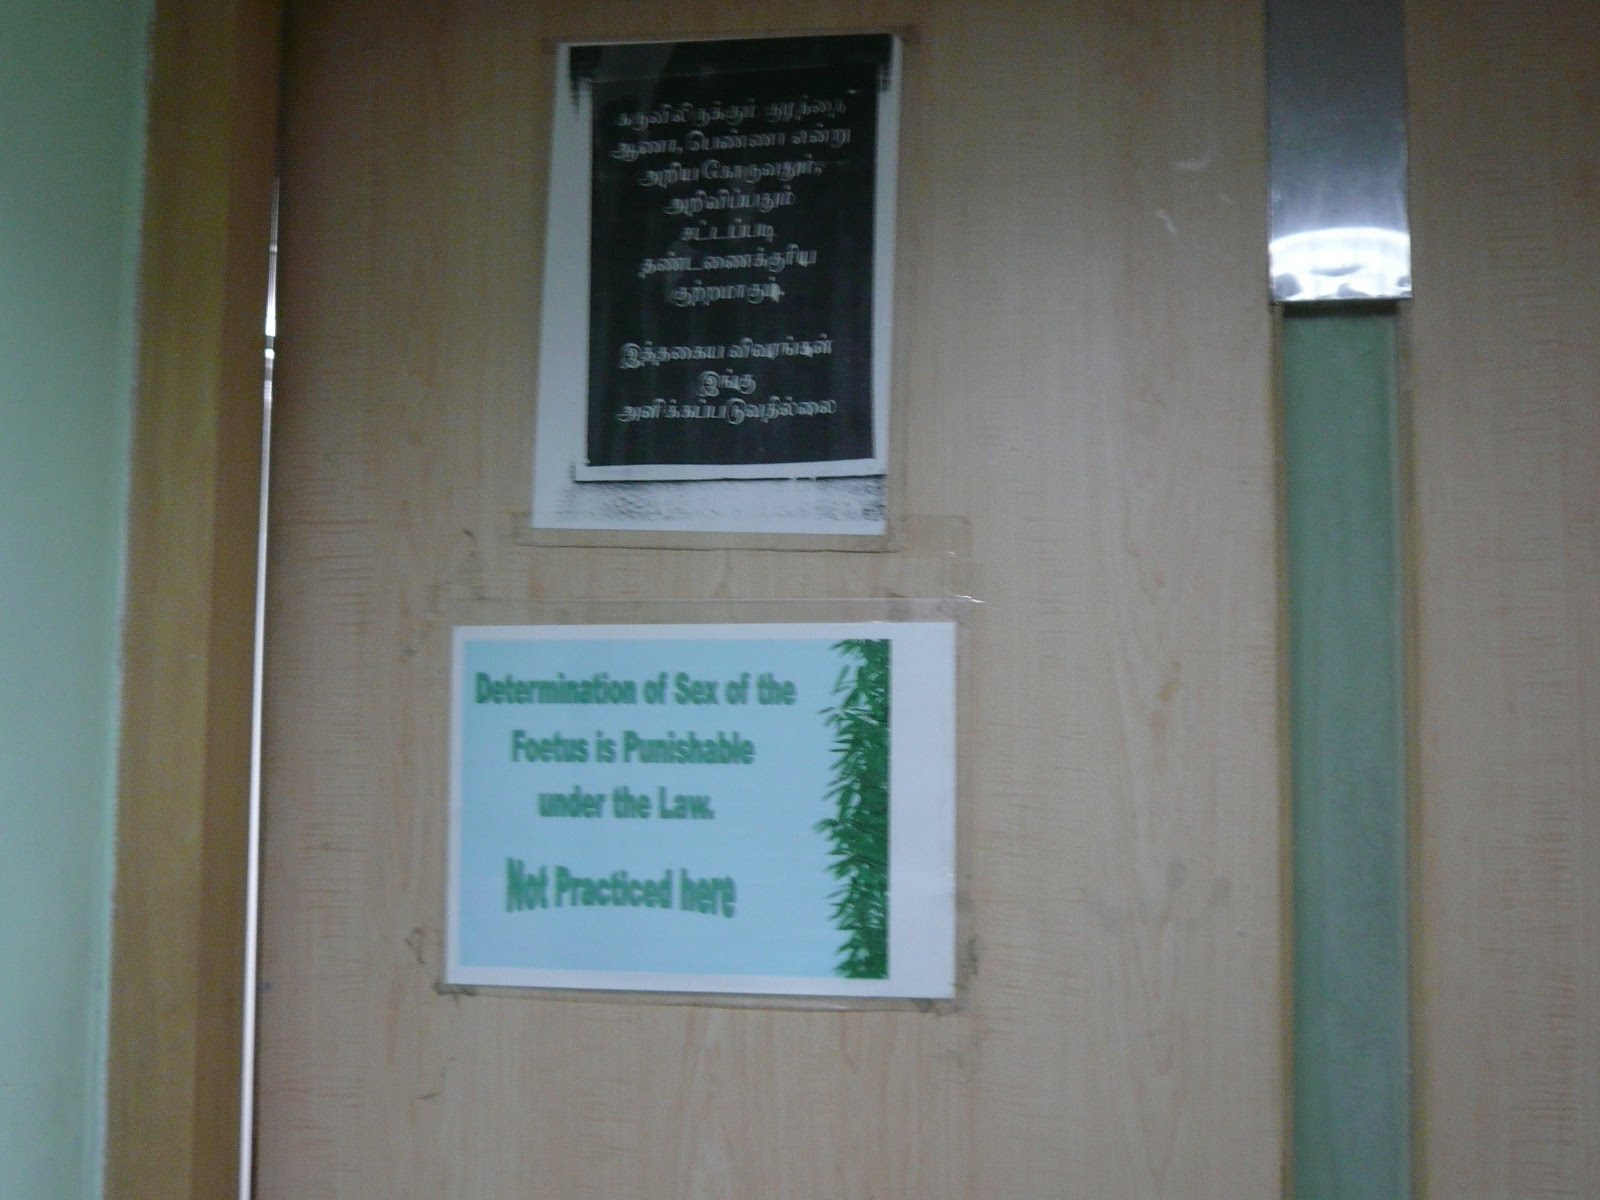 கருவிலிருக்கும் குழந்தை
ஆணா, பெண்ணா என்று
அறிய கோருவதும்,
அறிவிப்பதும்
சட்டப்படி
தண்டணைக்குரிய
குற்றமாகும்.
இத்தகைய விவரங்கள்
இங்கு
அளிக்கப்படுவதில்லை
Determination of Sex of the
Foetus is Punishable
under the Law.
Not Practiced here